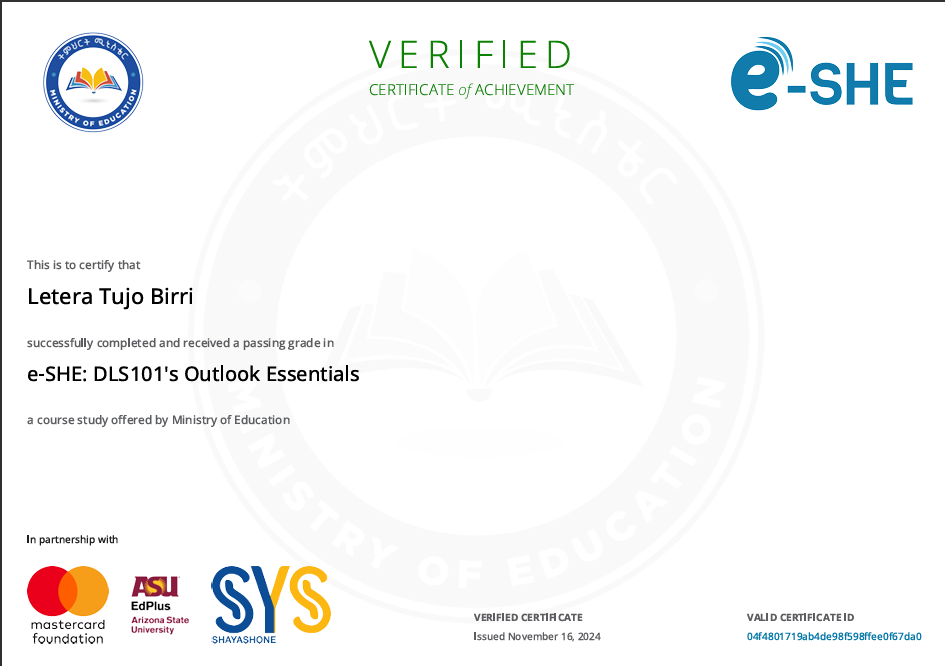 ትምህርት ሚኒስቴር
MINISTRY OF EDUCATION
VERIFIED
CERTIFICATE of ACHIEVEMENT
e-SHE
ትምህርት ሚኒስቴር
This is to certify that
Letera Tujo Birri
successfully completed and received a passing grade in
e-SHE: DLS101's Outlook Essentials
a course study offered by Ministry of Education
MINISTRY OF EDUCATION
In partnership with
mastercard
foundation
ASU
EdPlus
Arizona State
University
SYS
SHAYASHONE
VERIFIED CERTIFICATE
Issued November 16, 2024
VALID CERTIFICATE ID
04f4801719ab4de98f598ffee0f67da0